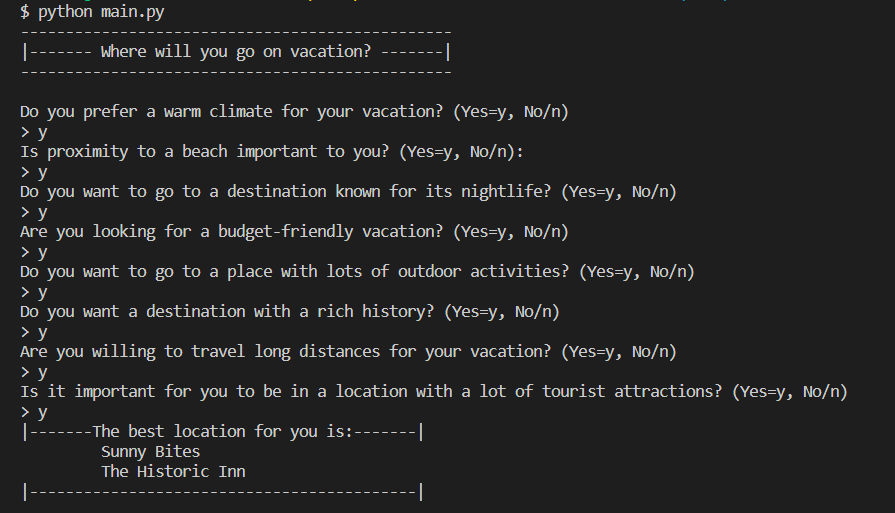 $ python main.py
------------------------------------------------
|------- Where will you go on vacation? -------|
------------------------------------------------
Do you prefer a warm climate for your vacation? (Yes=y, No/n)
> y
Is proximity to a beach important to you? (Yes=y, No/n):
> y
Do you want to go to a destination known for its nightlife? (Yes=y, No/n)
> y
Are you looking for a budget-friendly vacation? (Yes=y, No/n)
> y
Do you want to go to a place with lots of outdoor activities? (Yes=y, No/n)
> y
Do you want a destination with a rich history? (Yes=y, No/n)
> y
Are you willing to travel long distances for your vacation? (Yes=y, No/n)
> y
Is it important for you to be in a location with a lot of tourist attractions? (Yes=y, No/n)
> y
|-------The best location for you is:-------|
Sunny Bites
The Historic Inn
|-------------------------------------------|